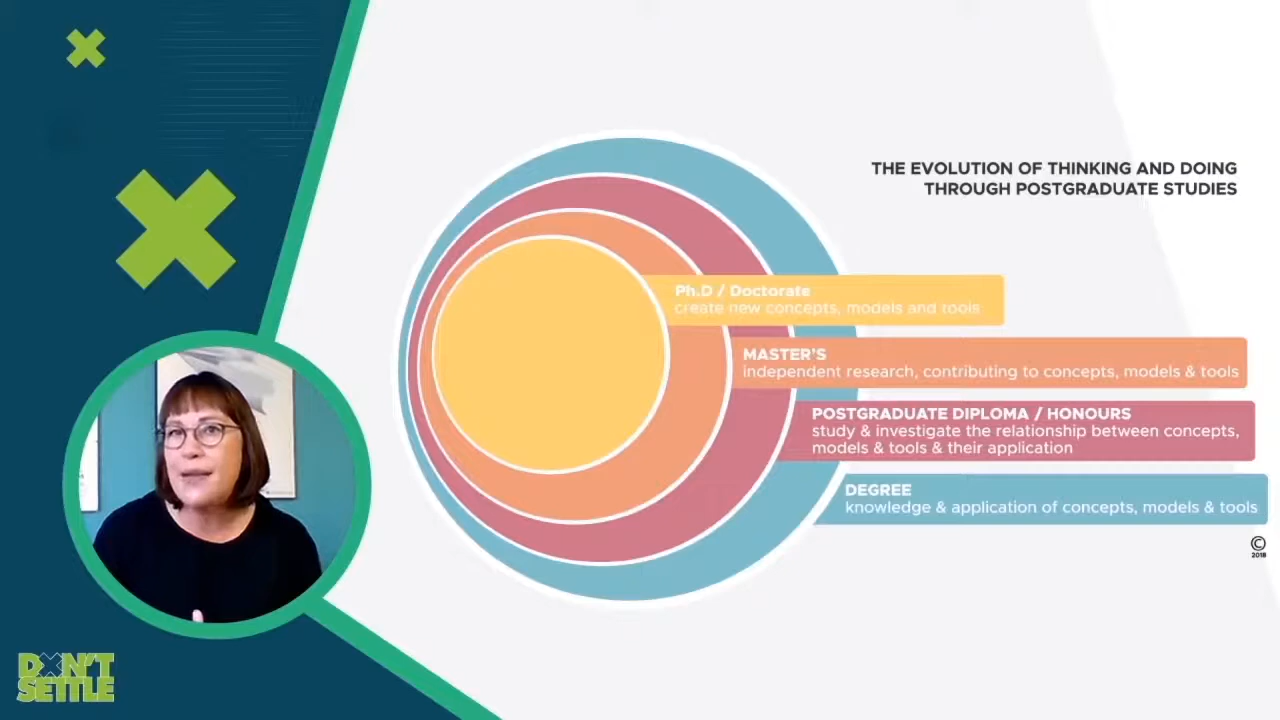 THE EVOLUTION OF THINKING AND DOING
THROUGH POSTGRADUATE STUDIES
Ph.D / Doctorate
create new concepts, models and tools
MASTER'S
independent research, contributing to concepts, models & tools
POSTGRADUATE DIPLOMA / HONOURS
study & investigate the relationship between concepts,
models & tools & their application
DEGREE
knowledge & application of concepts, models & tools
©
2018
DON'T
SETTLE